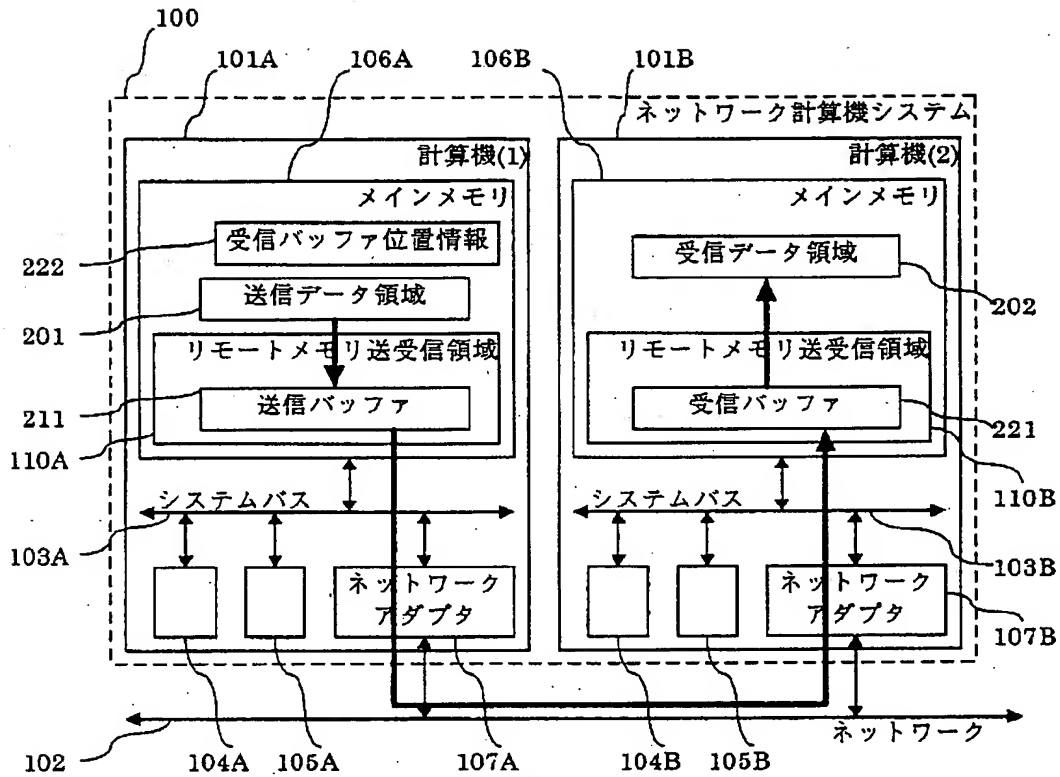 100
101A
106A
106B
101B
ネットワーク計算機システム
計算機(1)
メインメモリ
受信バッファ位置情報
222
送信データ領域
201
リモートメモリ送受信領域
送信バッファ
211
110A
システムバス
103A
ネットワーク
アダプタ
計算機(2)
メインメモリ
受信データ領域
202
リモートメモリ送受信領域
受信バッファ
221
110B
システムバス
103B
ネットワーク
アダプタ
107B
ネットワーク
102
104A
105A
107A
104B
105B